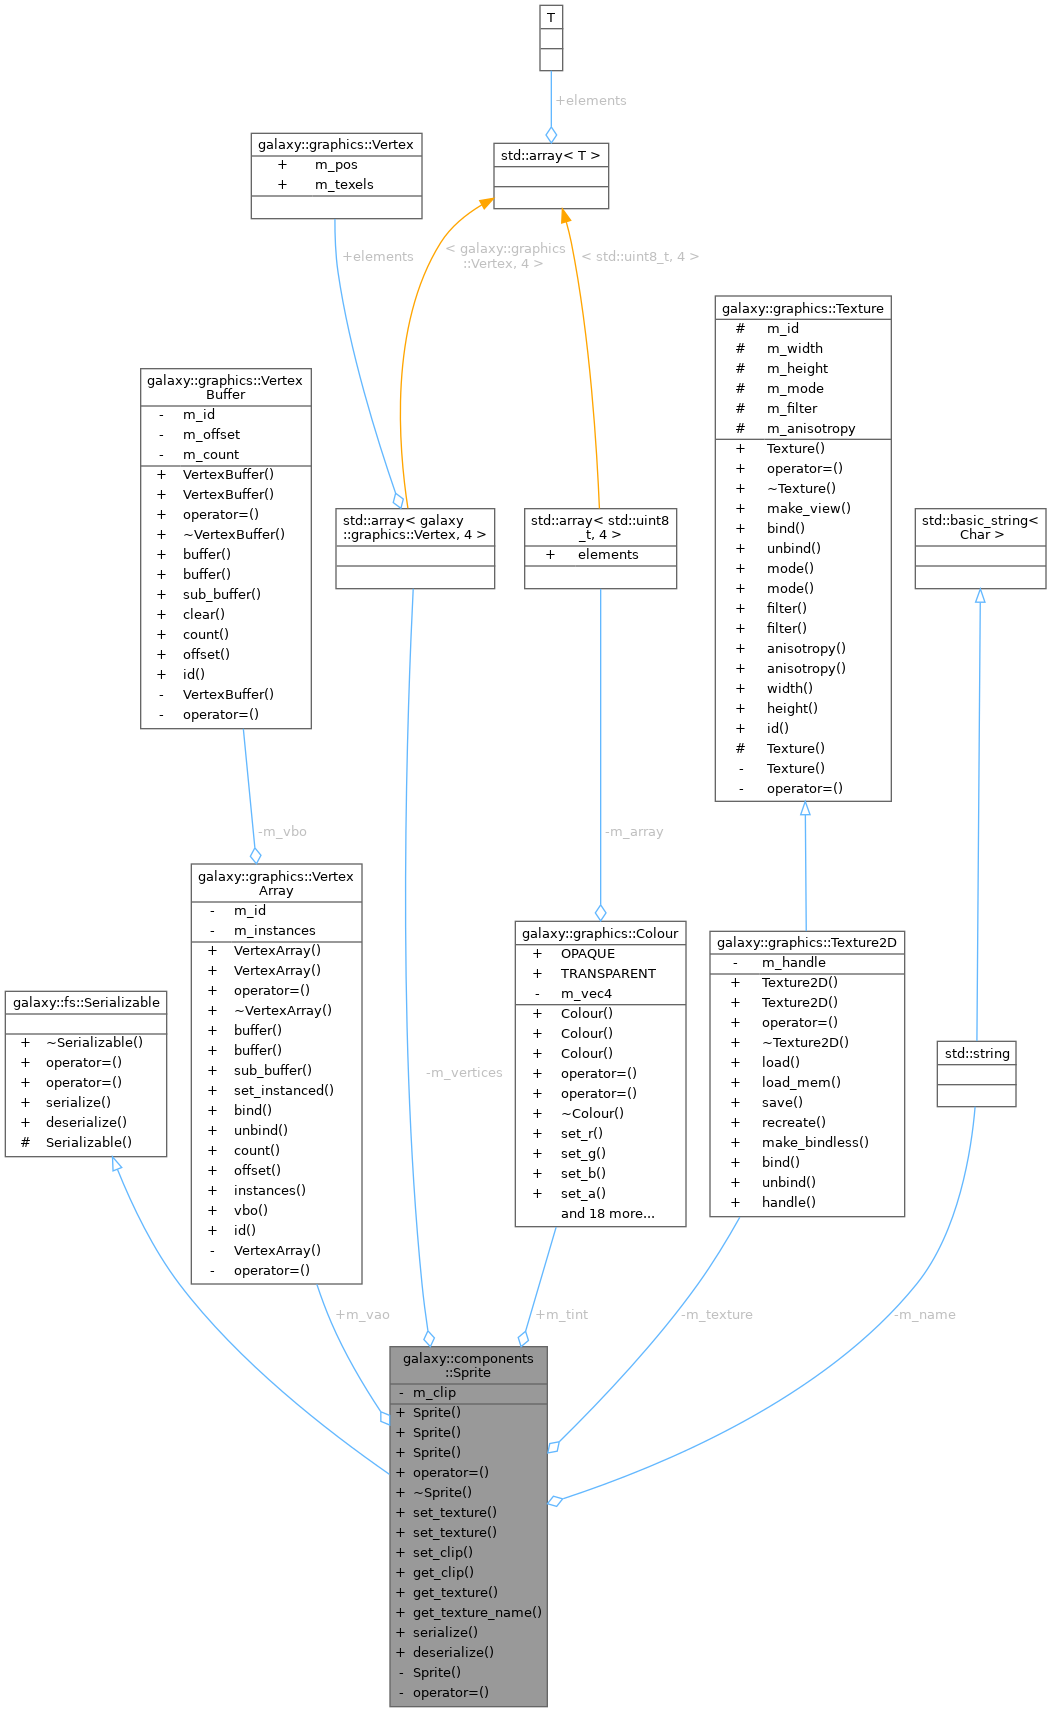 T
+elements
std::array< T >
galaxy::graphics::Vertex
+ m_pos
+ m_texels
+elements
< galaxy::graphics
::Vertex, 4 >
< std::uint8_t, 4 >
galaxy::graphics::Texture
# m_id
# m_width
# m_height
# m_mode
# m_filter
# m_anisotropy
+ Texture()
+ operator=()
+ ~Texture()
+ make_view()
+ bind()
+ unbind()
+ mode()
+ mode()
+ filter()
+ filter()
+ anisotropy()
+ anisotropy()
+ width()
+ height()
+ id()
# Texture()
- Texture()
- operator=()
galaxy::graphics::Vertex
Buffer
- m_id
- m_offset
- m_count
+ VertexBuffer()
+ VertexBuffer()
+ operator=()
+ ~VertexBuffer()
+ buffer()
+ buffer()
+ sub_buffer()
+ clear()
+ count()
+ offset()
+ id()
- VertexBuffer()
- operator=()
std::array< galaxy
::graphics::Vertex, 4 >
std::array< std::uint8
_t, 4 >
+ elements
std::basic_string<
Char >
-m_vbo
-m_array
galaxy::graphics::Vertex
Array
- m_id
- m_instances
+ VertexArray()
+ VertexArray()
+ operator=()
+ ~VertexArray()
+ buffer()
+ buffer()
+ sub_buffer()
+ set_instanced()
+ bind()
+ unbind()
+ count()
+ offset()
+ instances()
+ vbo()
+ id()
- VertexArray()
- operator=()
galaxy::graphics::Colour
+ OPAQUE
+ TRANSPARENT
- m_vec4
+ Colour()
+ Colour()
+ Colour()
+ operator=()
+ operator=()
+ ~Colour()
+ set_r()
+ set_g()
+ set_b()
+ set_a()
and 18 more...
galaxy::graphics::Texture2D
- m_handle
+ Texture2D()
+ Texture2D()
+ operator=()
+ ~Texture2D()
+ load()
+ load_mem()
+ save()
+ recreate()
+ make_bindless()
+ bind()
+ unbind()
+ handle()
galaxy::fs::Serializable
+ ~Serializable()
+ operator=()
+ operator=()
+ serialize()
+ deserialize()
# Serializable()
std::string
-m_vertices
+m_vao
+m_tint
-m_texture
-m_name
galaxy::components
::Sprite
- m_clip
+ Sprite()
+ Sprite()
+ Sprite()
+ operator=()
+ ~Sprite()
+ set_texture()
+ set_texture()
+ set_clip()
+ get_clip()
+ get_texture()
+ get_texture_name()
+ serialize()
+ deserialize()
- Sprite()
- operator=()